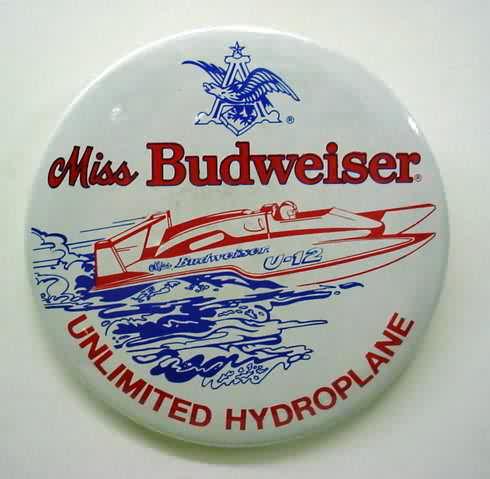 ®
Miss Budweiser®
Miss Budweiser U-12
UNLIMITED HYDROPLANE